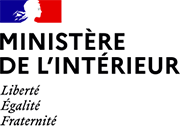 MINISTÈRE
DE L'INTÉRIEUR
Liberté
Égalité
Fraternité